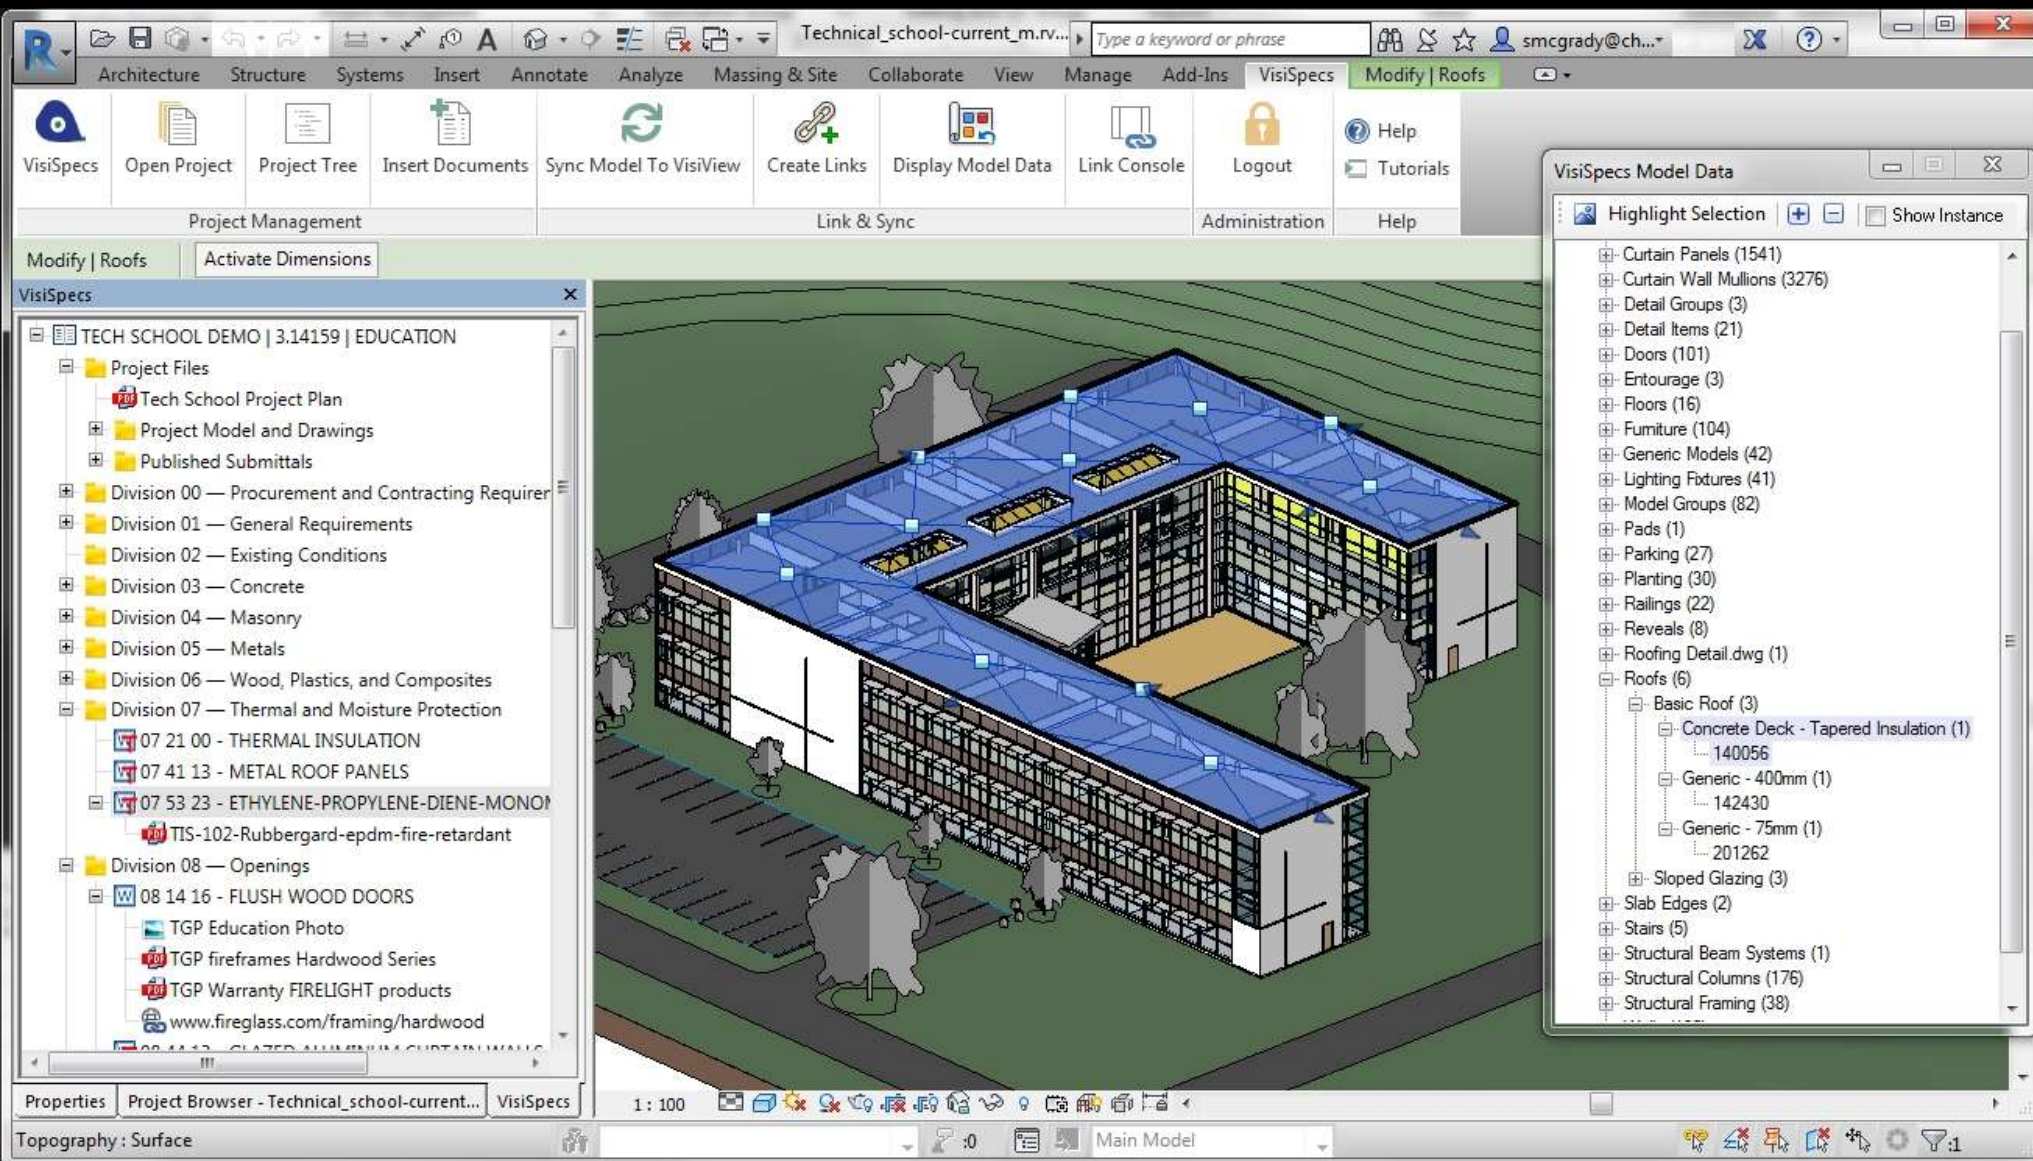 Technical_school-current_m.rv...
Type a keyword or phrase
smcgrady@ch...
Architecture Structure Systems Insert Annotate Analyze Massing & Site Collaborate View Manage Add-Ins VisiSpecs Modify | Roofs
VisiSpecs Open Project Project Tree Insert Documents Sync Model To VisiView Create Links Display Model Data Link Console Logout
Help
Tutorials
Project Management Link & Sync Administration Help
Modify | Roofs Activate Dimensions
VisiSpecs
TECH SCHOOL DEMO | 3.14159 | EDUCATION
Project Files
Tech School Project Plan
Project Model and Drawings
Published Submittals
Division 00 — Procurement and Contracting Requirer
Division 01 — General Requirements
Division 02 — Existing Conditions
Division 03 — Concrete
Division 04 — Masonry
Division 05 — Metals
Division 06 — Wood, Plastics, and Composites
Division 07 — Thermal and Moisture Protection
07 21 00 - THERMAL INSULATION
07 41 13 - METAL ROOF PANELS
07 53 23 - ETHYLENE-PROPYLENE-DIENE-MONOM
TIS-102-Rubbergard-epdm-fire-retardant
Division 08 — Openings
08 14 16 - FLUSH WOOD DOORS
TGP Education Photo
TGP fireframes Hardwood Series
TGP Warranty FIRELIGHT products
www.fireglass.com/framing/hardwood
08 44 13 - GLAZED ALUMINUM CURTAIN WALLS
Properties Project Browser - Technical_school-current... VisiSpecs
1 : 100
Topography : Surface
:0
Main Model
:1
VisiSpecs Model Data
Highlight Selection Show Instance
Curtain Panels (1541)
Curtain Wall Mullions (3276)
Detail Groups (3)
Detail Items (21)
Doors (101)
Entourage (3)
Floors (16)
Furniture (104)
Generic Models (42)
Lighting Fixtures (41)
Model Groups (82)
Pads (1)
Parking (27)
Planting (30)
Railings (22)
Reveals (8)
Roofing Detail.dwg (1)
Roofs (6)
Basic Roof (3)
Concrete Deck - Tapered Insulation (1)
140056
Generic - 400mm (1)
142430
Generic - 75mm (1)
201262
Sloped Glazing (3)
Slab Edges (2)
Stairs (5)
Structural Beam Systems (1)
Structural Columns (176)
Structural Framing (38)